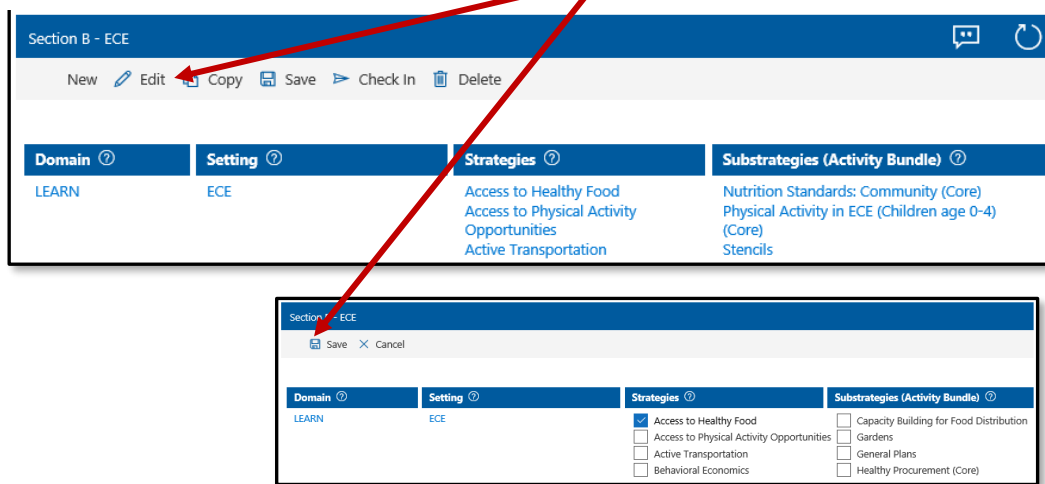 Section B - ECE
New Edit Copy Save Check In Delete
Domain Setting Strategies Substrategies (Activity Bundle)
LEARN ECE Access to Healthy Food Nutrition Standards: Community (Core)
Access to Physical Activity Physical Activity in ECE (Children age 0-4)
Opportunities (Core)
Active Transportation Stencils
Section - ECE
Save Cancel
Domain Setting Strategies Substrategies (Activity Bundle)
LEARN ECE Access to Healthy Food Capacity Building for Food Distribution
Access to Physical Activity Opportunities Gardens
Active Transportation General Plans
Behavioral Economics Healthy Procurement (Core)